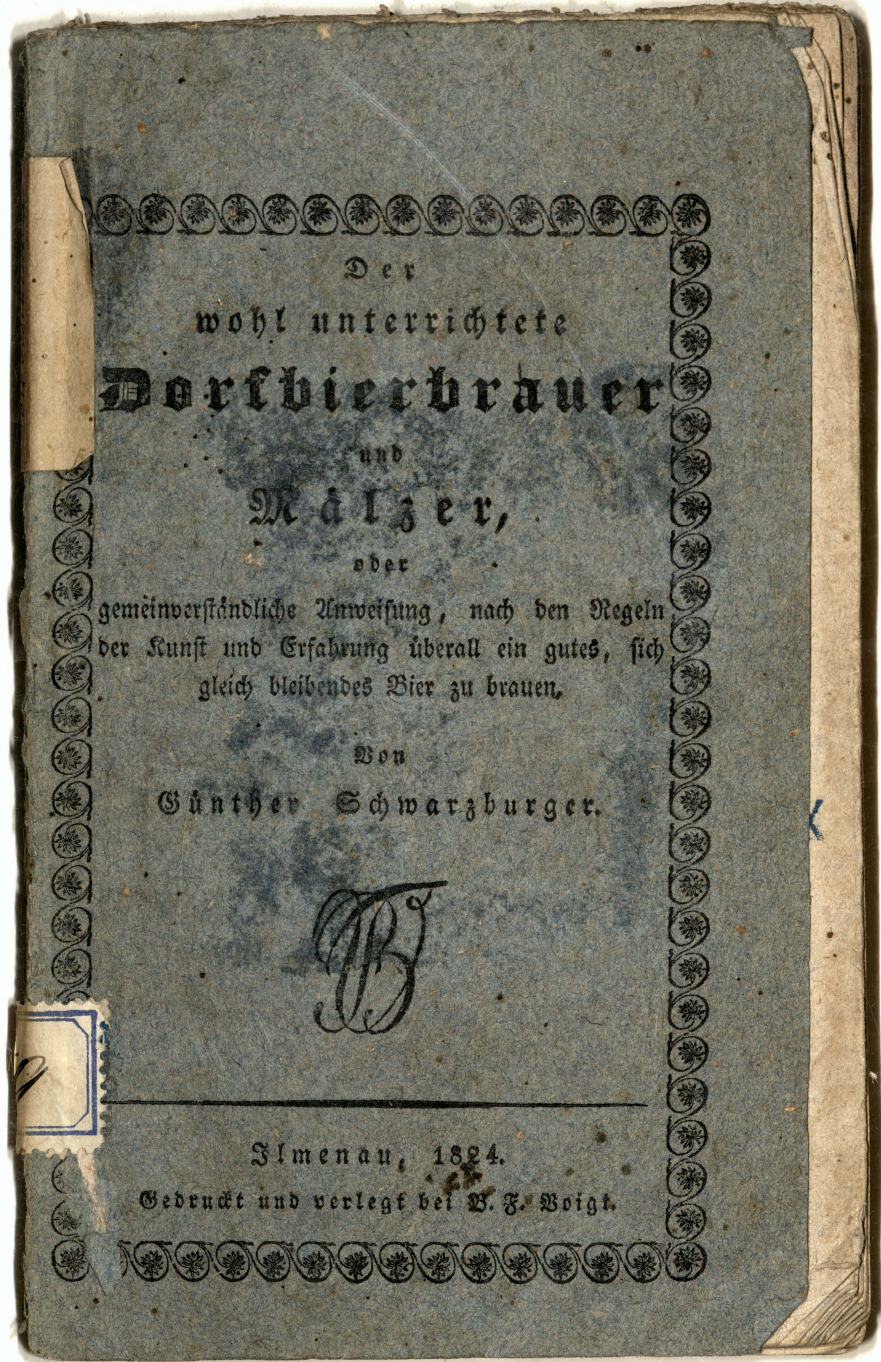 Der
wohl unterrichtete
Dorfbierbrauer
und
Mälzer,
oder
gemeinverständliche Anweisung, nach den Regeln
der Kunst und Erfahrung überall ein gutes, sich
gleich bleibendes Bier zu brauen.
Von
Günther Schwarzburger.
Ilmenau, 1824.
Gedruckt und verlegt bei B. F. Voigt.